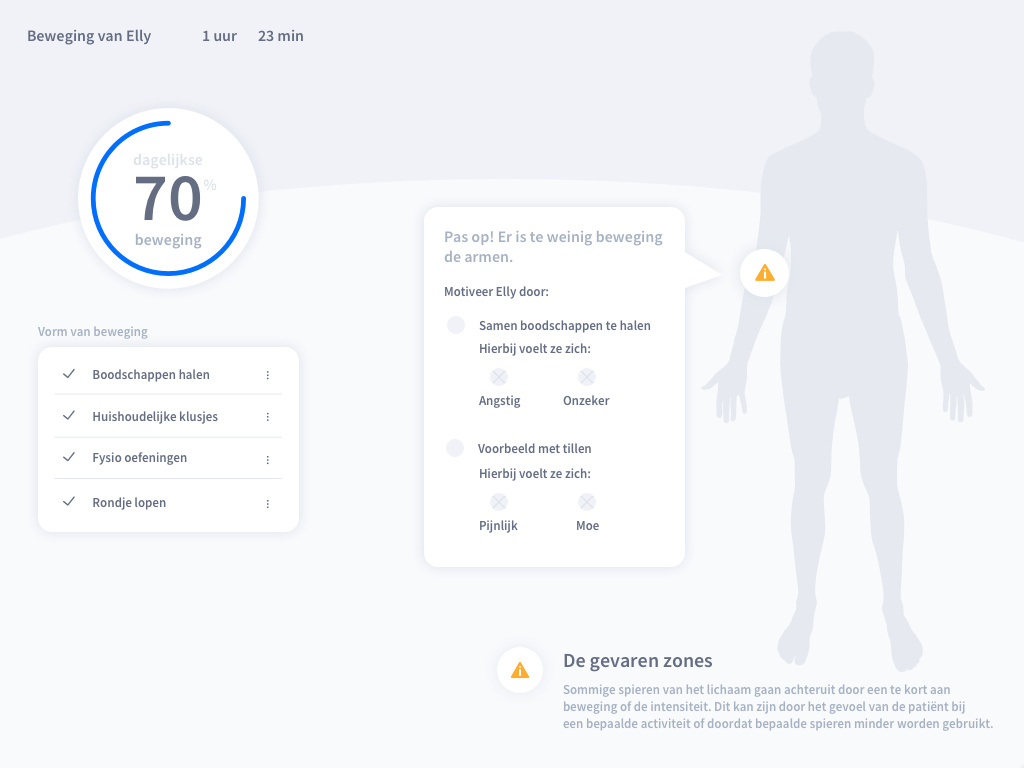 Beweging van Elly 1 uur 23 min
dagelijkse
70 %
beweging
Vorm van beweging
Boodschappen halen
Huishoudelijke klusjes
Fysio oefeningen
Rondje lopen
Pas op! Er is te weinig beweging
de armen.
Motiveer Elly door:
Samen boodschappen te halen
Hierbij voelt ze zich:
Angstig Onzeker
Voorbeeld met tillen
Hierbij voelt ze zich:
Pijnlijk Moe
De gevaren zones
Sommige spieren van het lichaam gaan achteruit door een te kort aan
beweging of de intensiteit. Dit kan zijn door het gevoel van de patiënt bij
een bepaalde activiteit of doordat bepaalde spieren minder worden gebruikt.